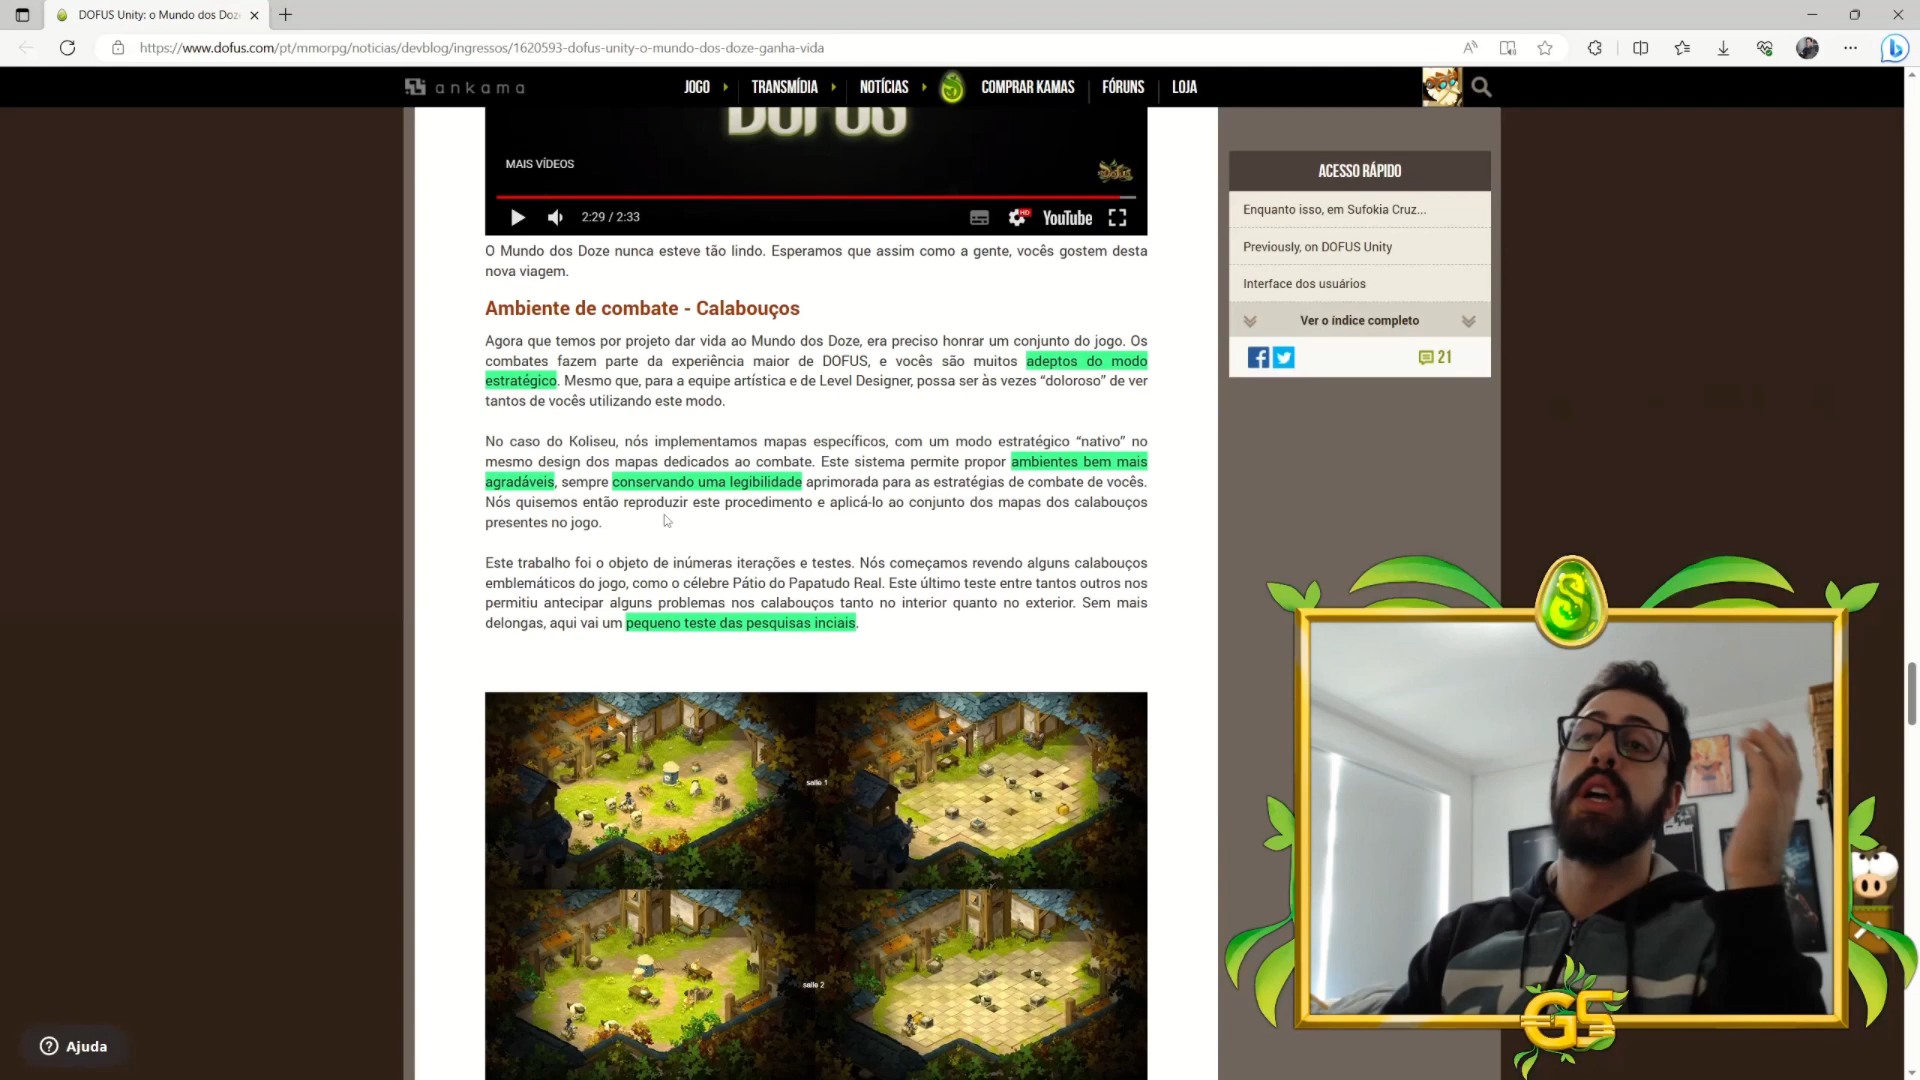 DOFUS Unity: o Mundo dos Doz
https://www.dofus.com/pt/mmorpg/noticias/devblog/ingressos/1620593-dofus-unity-o-mundo-dos-doze-ganha-vida
ankama
JOGO
TRANSMÍDIA
NOTÍCIAS
COMPRAR KAMAS
FÓRUNS
LOJA
DOFUS
MAIS VÍDEOS
DOFUS
2:29 / 2:33
HD
YouTube
O Mundo dos Doze nunca esteve tão lindo. Esperamos que assim como a gente, vocês gostem desta
nova viagem.
Ambiente de combate - Calabouços
Agora que temos por projeto dar vida ao Mundo dos Doze, era preciso honrar um conjunto do jogo. Os
combates fazem parte da experiência maior de DOFUS, e vocês são muitos adeptos do modo
estratégico. Mesmo que, para a equipe artística e de Level Designer, possa ser às vezes “doloroso” de ver
tantos de vocês utilizando este modo.
No caso do Koliseu, nós implementamos mapas específicos, com um modo estratégico “nativo” no
mesmo design dos mapas dedicados ao combate. Este sistema permite propor ambientes bem mais
agradáveis, sempre conservando uma legibilidade aprimorada para as estratégias de combate de vocês.
Nós quisemos então reproduzir este procedimento e aplicá-lo ao conjunto dos mapas dos calabouços
presentes no jogo.
Este trabalho foi o objeto de inúmeras iterações e testes. Nós começamos revendo alguns calabouços
emblemáticos do jogo, como o célebre Pátio do Papatudo Real. Este último teste entre tantos outros nos
permitiu antecipar alguns problemas nos calabouços tanto no interior quanto no exterior. Sem mais
delongas, aqui vai um pequeno teste das pesquisas inciais.
salle 1
salle 2
ACESSO RÁPIDO
Enquanto isso, em Sufokia Cruz...
Previously, on DOFUS Unity
Interface dos usuários
Ver o índice completo
21
S
GS
Ajuda